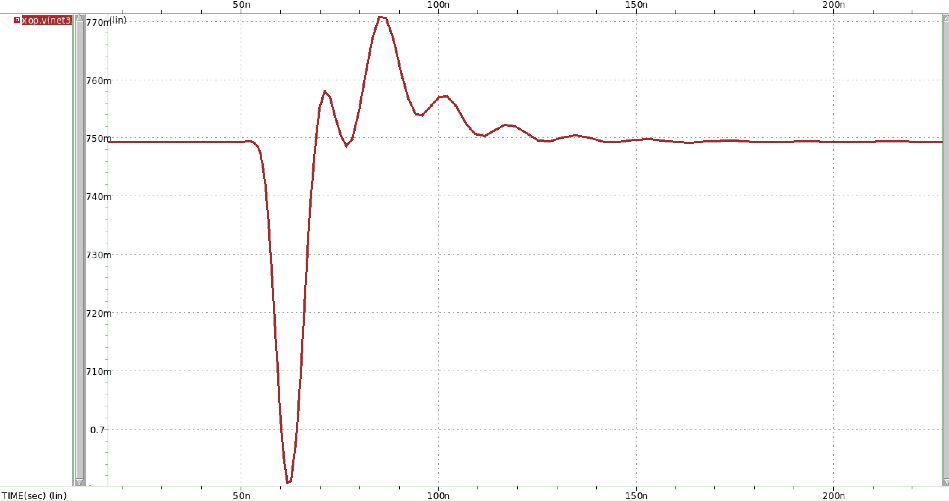 50n 100n 150n 200n
xop.vinet3
770m (lin)
760m
750m
740m
730m
720m
710m
0.7
TIME(sec) (lin) 50n 100n 150n 200n